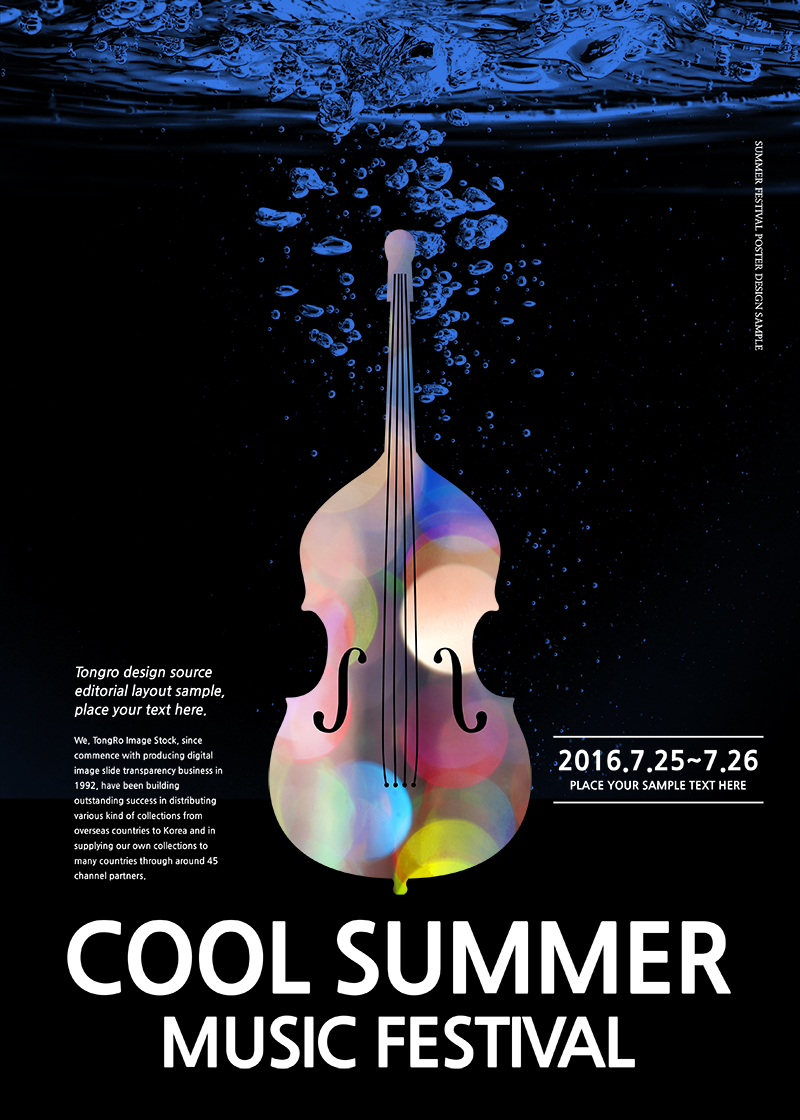 SUMMER FESTIVAL POSTER DESIGN SAMPLE
Tongro design source
editorial layout sample,
place your text here.
We, TongRo Image Stock, since
commence with producing digital
image slide transparency business in
1992, have been building
outstanding success in distributing
various kind of collections from
overseas countries to Korea and in
supplying our own collections to
many countries through around 45
channel partners.
2016.7.25~7.26
PLACE YOUR SAMPLE TEXT HERE
COOL SUMMER
MUSIC FESTIVAL